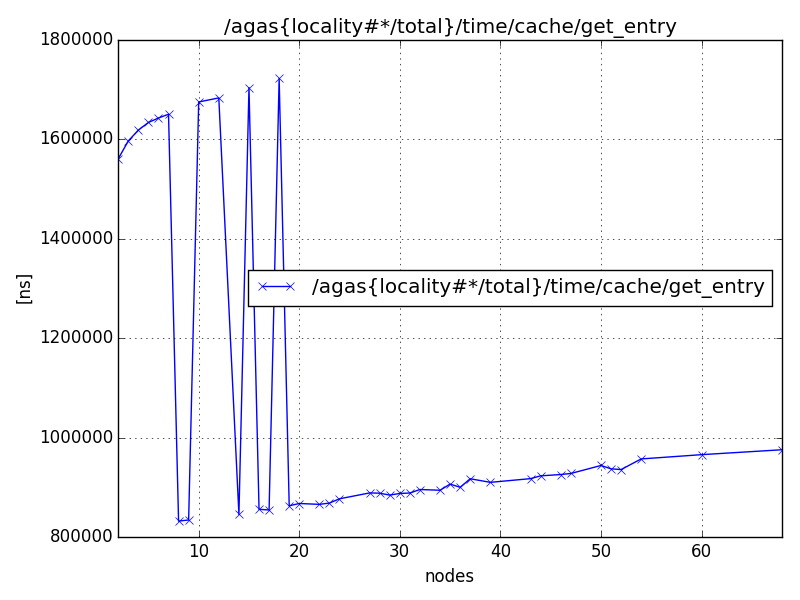 /agas{locality#*/total}/time/cache/get_entry
1800000
1600000
1400000
1200000
1000000
800000
[ns]
/agas{locality#*/total}/time/cache/get_entry
10 20 30 40 50 60
nodes